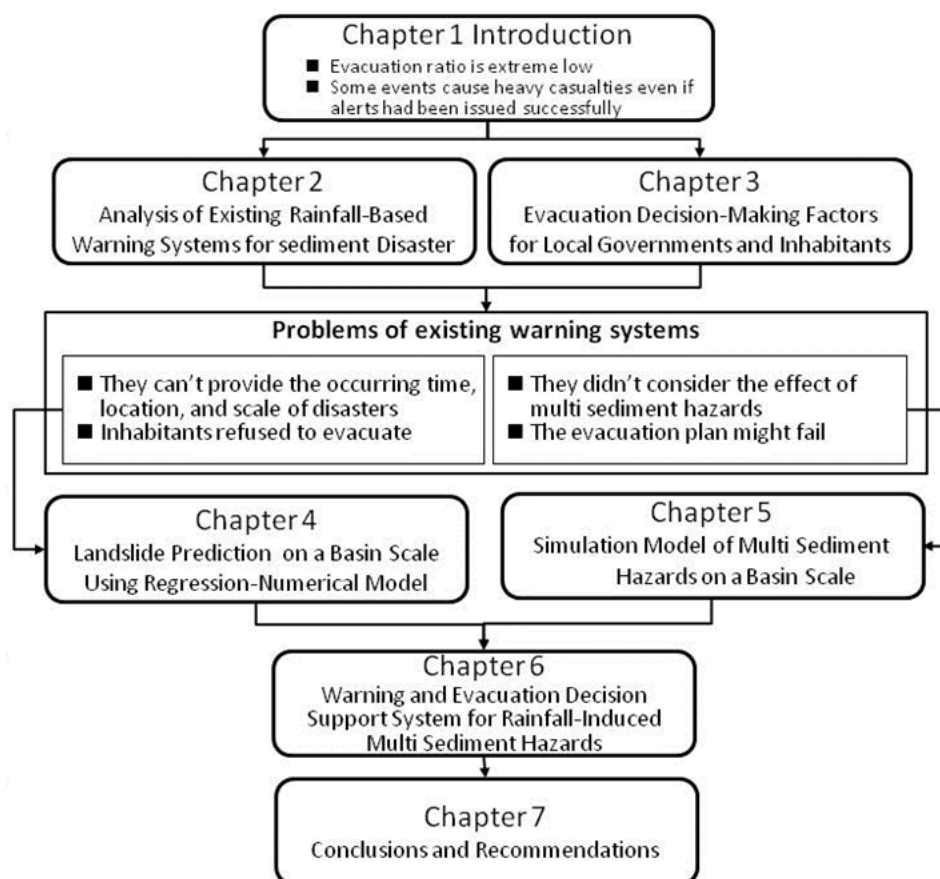 Chapter 1 Introduction
■ Evacuation ratio is extreme low
■ Some events cause heavy casualties even if
alerts had been issued successfully
Chapter 2
Analysis of Existing Rainfall-Based
Warning Systems for sediment Disaster
Chapter 3
Evacuation Decision-Making Factors
for Local Governments and Inhabitants
Problems of existing warning systems
■ They can't provide the occurring time,
location, and scale of disasters
■ Inhabitants refused to evacuate
■ They didn't consider the effect of
multi sediment hazards
■ The evacuation plan might fail
Chapter 4
Landslide Prediction on a Basin Scale
Using Regression-Numerical Model
Chapter 5
Simulation Model of Multi Sediment
Hazards on a Basin Scale
Chapter 6
Warning and Evacuation Decision
Support System for Rainfall-Induced
Multi Sediment Hazards
Chapter 7
Conclusions and Recommendations